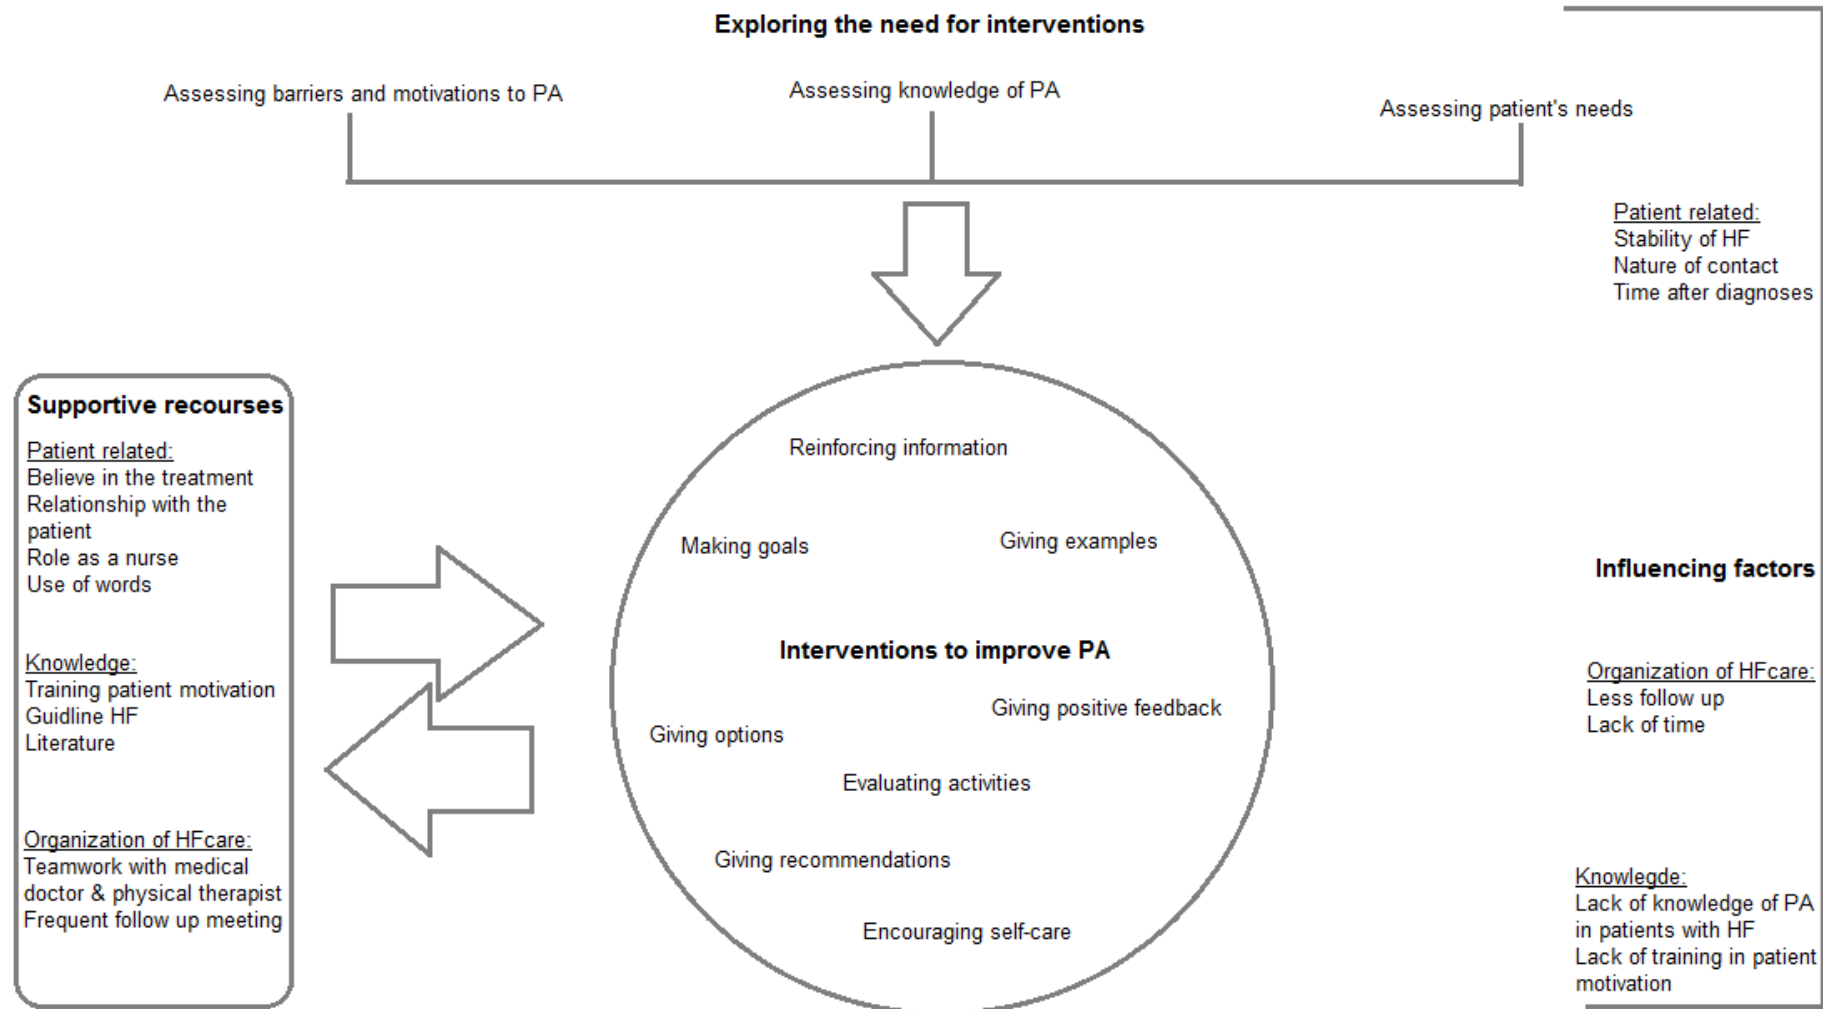 Exploring the need for interventions
Assessing barriers and motivations to PA
Assessing knowledge of PA
Assessing patient's needs
Patient related:
Stability of HF
Nature of contact
Time after diagnoses
Supportive recourses
Patient related:
Believe in the treatment
Relationship with the
patient
Role as a nurse
Use of words
Knowledge:
Training patient motivation
Guidline HF
Literature
Organization of HFcare:
Teamwork with medical
doctor & physical therapist
Frequent follow up meeting
Reinforcing information
Making goals
Giving examples
Interventions to improve PA
Giving positive feedback
Giving options
Evaluating activities
Giving recommendations
Encouraging self-care
Influencing factors
Organization of HFcare:
Less follow up
Lack of time
Knowlegde:
Lack of knowledge of PA
in patients with HF
Lack of training in patient
motivation